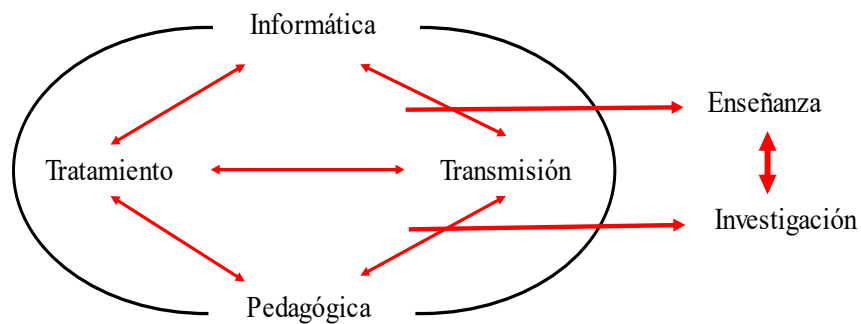 Informática
Enseñanza
Tratamiento
Transmisión
Investigación
Pedagógica